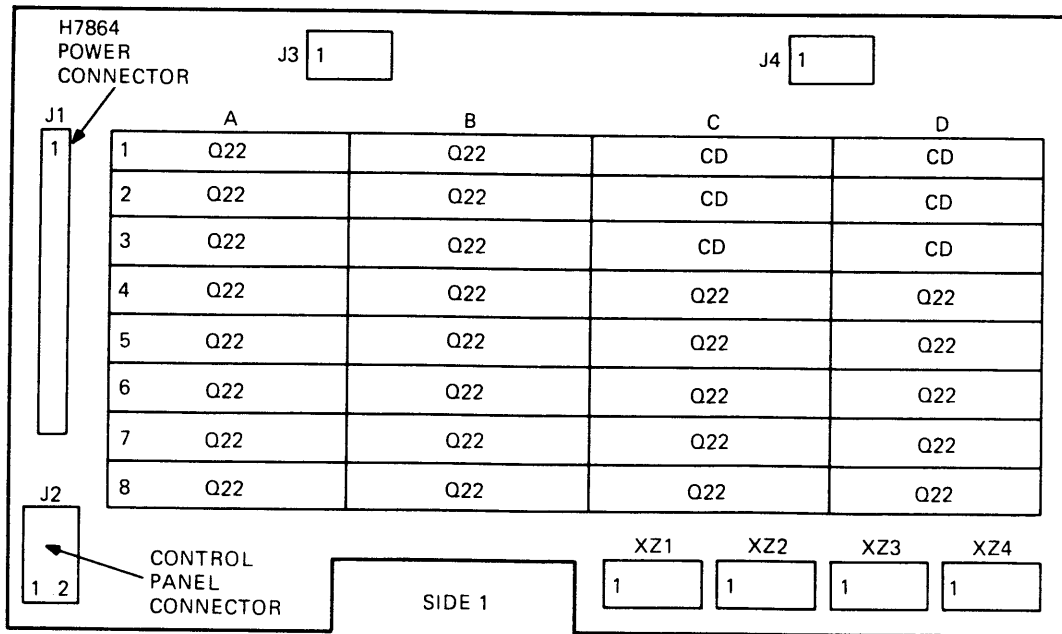 H7864
POWER
CONNECTOR
J3 1
J4 1
J1
1
A B C D
1 Q22 Q22 CD CD
2 Q22 Q22 CD CD
3 Q22 Q22 CD CD
4 Q22 Q22 Q22 Q22
5 Q22 Q22 Q22 Q22
6 Q22 Q22 Q22 Q22
7 Q22 Q22 Q22 Q22
8 Q22 Q22 Q22 Q22
J2
1 2
CONTROL
PANEL
CONNECTOR
SIDE 1
XZ1 XZ2 XZ3 XZ4
1 1 1 1